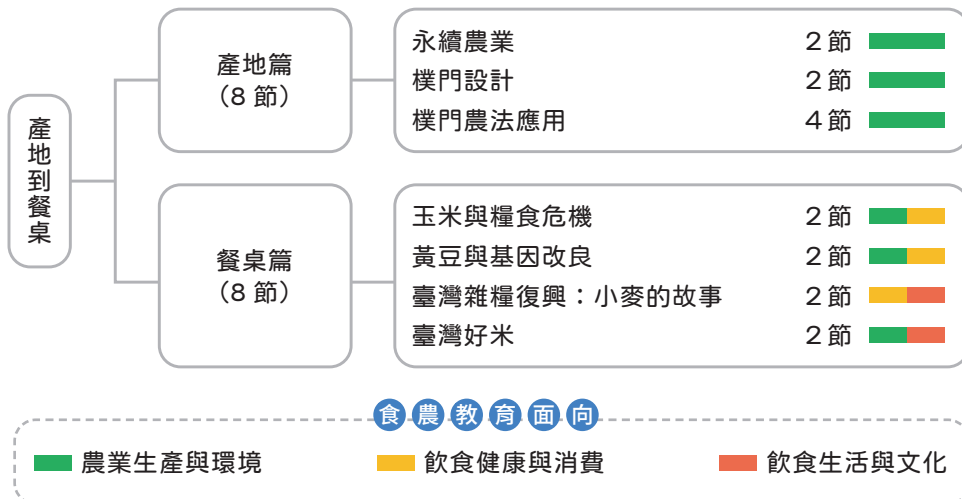 產地到餐桌
產地篇
（8 節）
永續農業 2 節
樸門設計 2 節
樸門農法應用 4 節
餐桌篇
（8 節）
玉米與糧食危機 2 節
黃豆與基因改良 2 節
臺灣雜糧復興：小麥的故事 2 節
臺灣好米 2 節
食農教育面向
農業生產與環境 飲食健康與消費 飲食生活與文化